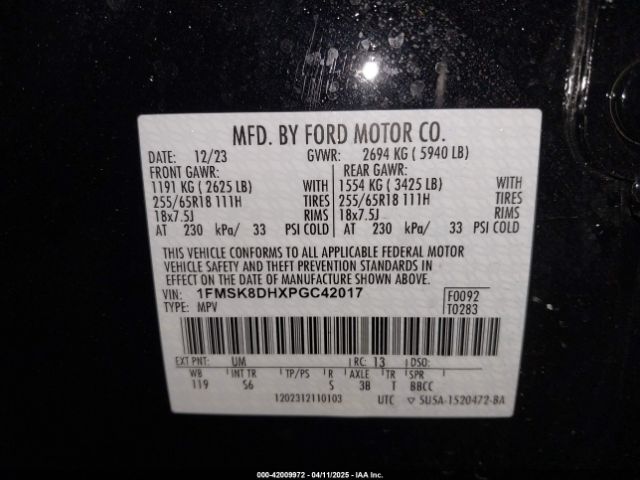 MFD. BY FORD MOTOR CO.
DATE: 12/23 GVWR: 2694 KG ( 5940 LB)
FRONT GAWR: REAR GAWR:
1191 KG ( 2625 LB) WITH 1554 KG ( 3425 LB) WITH
255/65R18 111H TIRES 255/65R18 111H TIRES
18x7.5J RIMS 18x7.5J RIMS
AT 230 kPa/ 33 PSI COLD AT 230 kPa/ 33 PSI COLD
THIS VEHICLE CONFORMS TO ALL APPLICABLE FEDERAL MOTOR
VEHICLE SAFETY AND THEFT PREVENTION STANDARDS IN
EFFECT ON THE DATE OF MANUFACTURE SHOWN ABOVE.
VIN: 1FMSK8DHXPGC42017 F0092
TYPE: MPV T0283
EXT PNT: UM RC: 13 DSO:
WB INT TR TP/PS R AXLE TR SPR
119 S6 S 3B T BBCC
1202312110103 UTC ▽ 5USA-1520472-BA
000-42009972 - 04/11/2025 - IAAI.COM